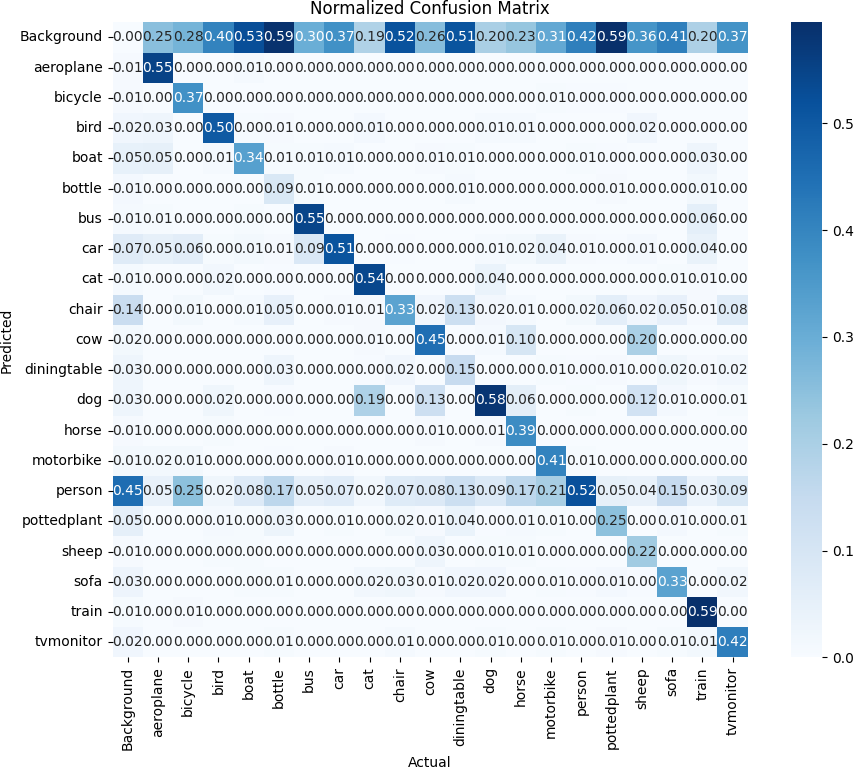 Normalized Confusion Matrix
Predicted
Background 0.00 0.25 0.28 0.40 0.53 0.59 0.30 0.37 0.19 0.52 0.26 0.51 0.20 0.23 0.31 0.42 0.59 0.36 0.41 0.20 0.37
aeroplane 0.01 0.55 0.00 0.00 0.01 0.00 0.00 0.00 0.00 0.00 0.00 0.00 0.00 0.00 0.00 0.00 0.00 0.00 0.00 0.00 0.00
bicycle 0.01 0.00 0.37 0.00 0.00 0.00 0.00 0.00 0.00 0.00 0.00 0.00 0.00 0.00 0.01 0.00 0.00 0.00 0.00 0.00 0.00
bird 0.02 0.03 0.00 0.50 0.00 0.01 0.00 0.00 0.01 0.00 0.00 0.00 0.01 0.01 0.00 0.00 0.00 0.02 0.00 0.00 0.00
boat 0.05 0.05 0.00 0.01 0.34 0.01 0.01 0.01 0.00 0.00 0.01 0.01 0.00 0.00 0.00 0.01 0.00 0.00 0.00 0.03 0.00
bottle 0.01 0.00 0.00 0.00 0.00 0.09 0.01 0.00 0.00 0.00 0.00 0.01 0.00 0.00 0.00 0.00 0.01 0.00 0.00 0.01 0.00
bus 0.01 0.01 0.00 0.00 0.00 0.00 0.55 0.00 0.00 0.00 0.00 0.00 0.00 0.00 0.00 0.00 0.00 0.00 0.00 0.06 0.00
car 0.07 0.05 0.06 0.00 0.01 0.01 0.09 0.51 0.00 0.00 0.00 0.00 0.01 0.02 0.04 0.01 0.00 0.01 0.00 0.04 0.00
cat 0.01 0.00 0.00 0.02 0.00 0.00 0.00 0.00 0.54 0.00 0.00 0.00 0.04 0.00 0.00 0.00 0.00 0.00 0.01 0.01 0.00
chair 0.14 0.00 0.01 0.00 0.01 0.05 0.00 0.01 0.01 0.33 0.02 0.13 0.02 0.01 0.00 0.02 0.06 0.02 0.05 0.01 0.08
cow 0.02 0.00 0.00 0.00 0.00 0.00 0.00 0.00 0.01 0.00 0.45 0.00 0.01 0.10 0.00 0.00 0.00 0.20 0.00 0.00 0.00
diningtable 0.03 0.00 0.00 0.00 0.00 0.03 0.00 0.00 0.00 0.02 0.00 0.15 0.00 0.00 0.01 0.00 0.01 0.00 0.02 0.01 0.02
dog 0.03 0.00 0.00 0.02 0.00 0.00 0.00 0.00 0.19 0.00 0.13 0.00 0.58 0.06 0.00 0.00 0.00 0.12 0.01 0.00 0.01
horse 0.01 0.00 0.00 0.00 0.00 0.00 0.00 0.00 0.00 0.00 0.01 0.00 0.01 0.39 0.00 0.00 0.00 0.00 0.00 0.00 0.00
motorbike 0.01 0.02 0.01 0.00 0.00 0.00 0.00 0.01 0.00 0.00 0.00 0.00 0.00 0.00 0.41 0.01 0.00 0.00 0.00 0.00 0.00
person 0.45 0.05 0.25 0.02 0.08 0.17 0.05 0.07 0.02 0.07 0.08 0.13 0.09 0.17 0.21 0.52 0.05 0.04 0.15 0.03 0.09
pottedplant 0.05 0.00 0.00 0.01 0.00 0.03 0.00 0.01 0.00 0.02 0.01 0.04 0.00 0.01 0.01 0.00 0.25 0.00 0.01 0.00 0.01
sheep 0.01 0.00 0.00 0.00 0.00 0.00 0.00 0.00 0.00 0.00 0.03 0.00 0.01 0.01 0.00 0.00 0.00 0.22 0.00 0.00 0.00
sofa 0.03 0.00 0.00 0.00 0.00 0.01 0.00 0.00 0.02 0.03 0.01 0.02 0.02 0.00 0.01 0.00 0.01 0.00 0.33 0.00 0.02
train 0.01 0.00 0.01 0.00 0.00 0.00 0.00 0.00 0.00 0.00 0.00 0.00 0.00 0.00 0.00 0.00 0.00 0.00 0.00 0.59 0.00
tvmonitor 0.02 0.00 0.00 0.00 0.00 0.01 0.00 0.00 0.00 0.01 0.00 0.00 0.01 0.00 0.01 0.00 0.01 0.00 0.01 0.01 0.42
Background aeroplane bicycle bird boat bottle bus car cat chair cow diningtable dog horse motorbike person pottedplant sheep sofa train tvmonitor
Actual
0.5
0.4
0.3
0.2
0.1
0.0